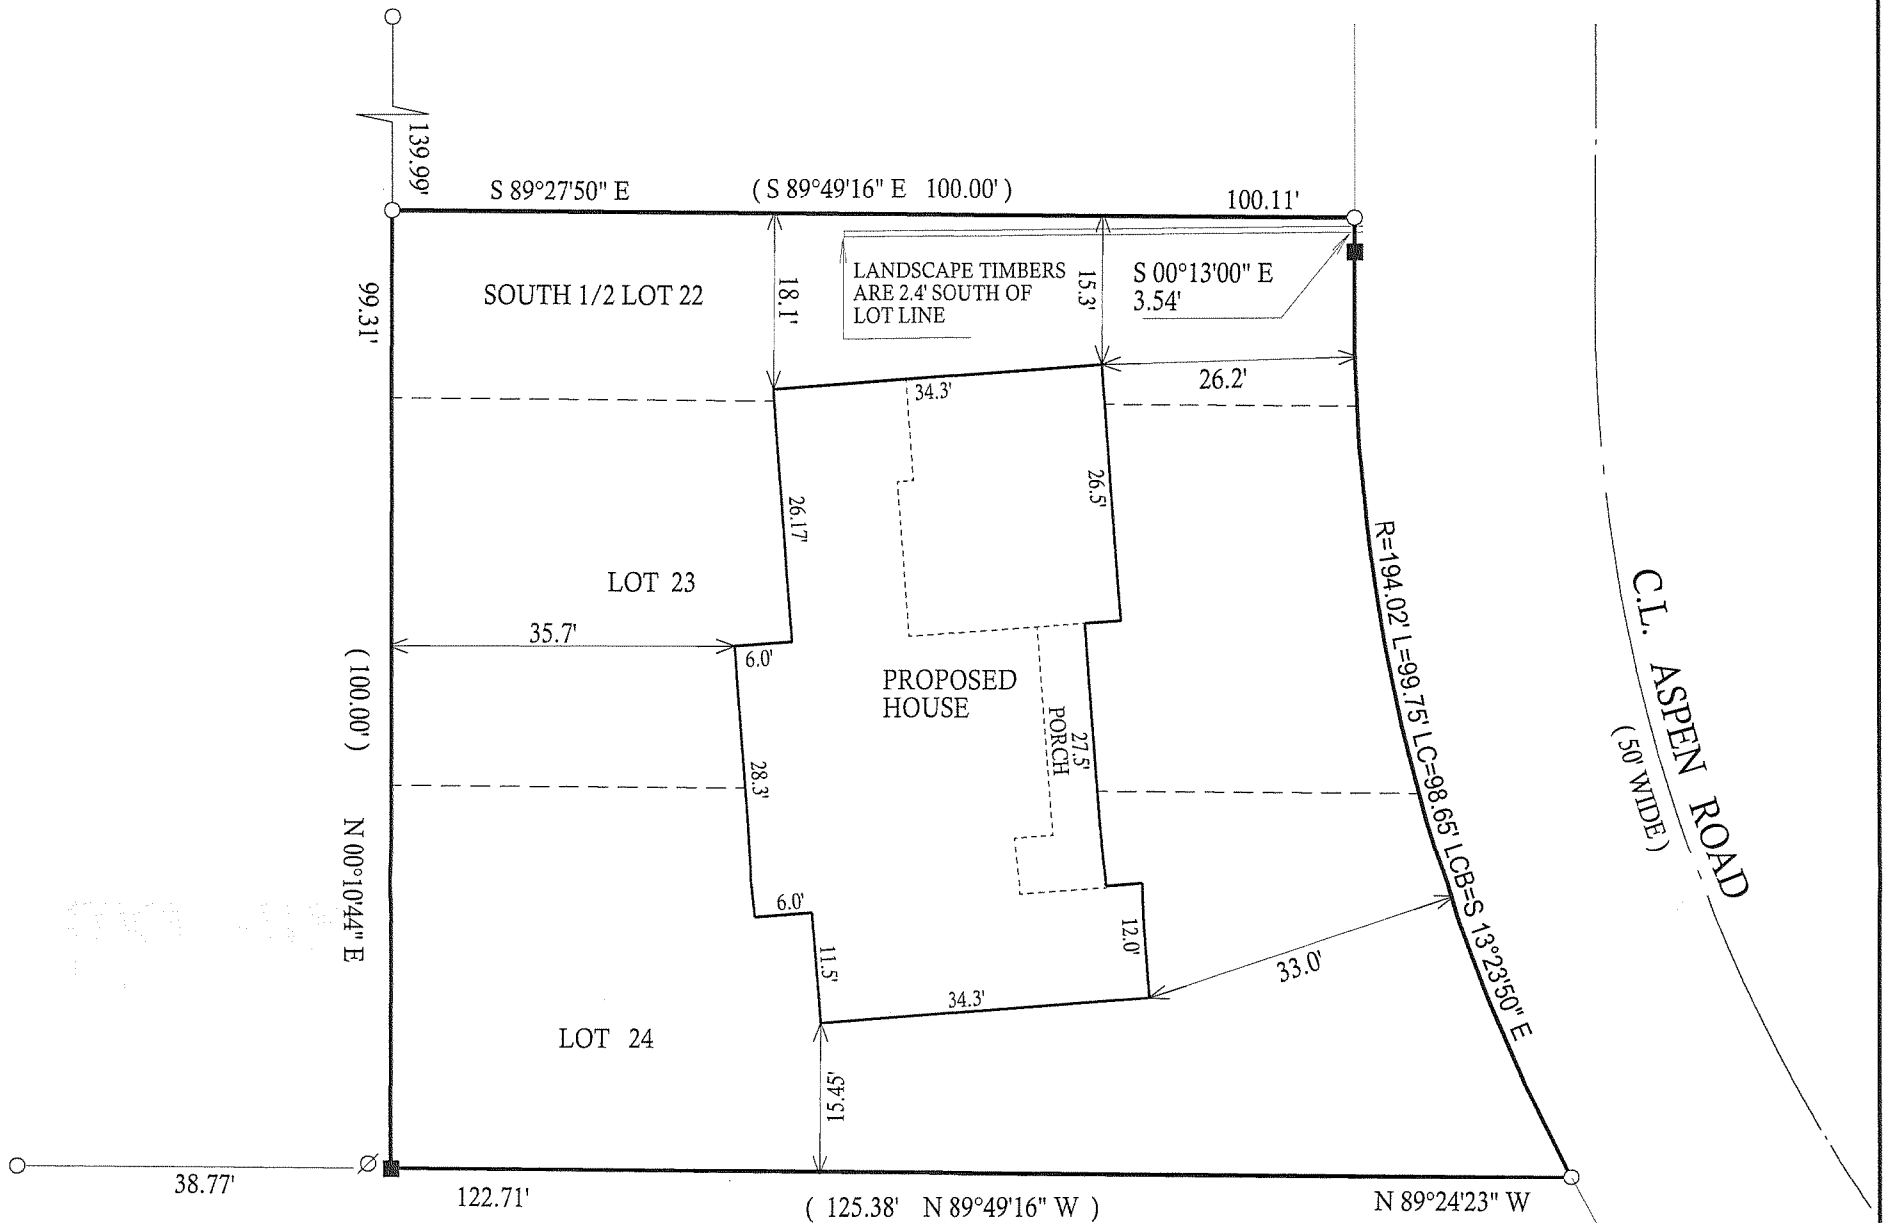 139.99'
S 89°27'50" E
( S 89°49'16" E 100.00' )
100.11'
99.31'
SOUTH 1/2 LOT 22
18.1'
LANDSCAPE TIMBERS
ARE 2.4' SOUTH OF
LOT LINE
15.3'
S 00°13'00" E
3.54'
34.3'
26.2'
26.17'
26.5'
LOT 23
35.7'
6.0'
PROPOSED
HOUSE
PORCH
27.5'
( 100.00' ) N 00°10'44" E
28.3'
R=194.02' L=99.75' LC=98.65' LCB=S 13°23'50" E
C.L. ASPEN ROAD
( 50' WIDE )
6.0'
11.5'
12.0'
33.0'
34.3'
LOT 24
15.45'
38.77'
122.71'
( 125.38' N 89°49'16" W )
N 89°24'23" W